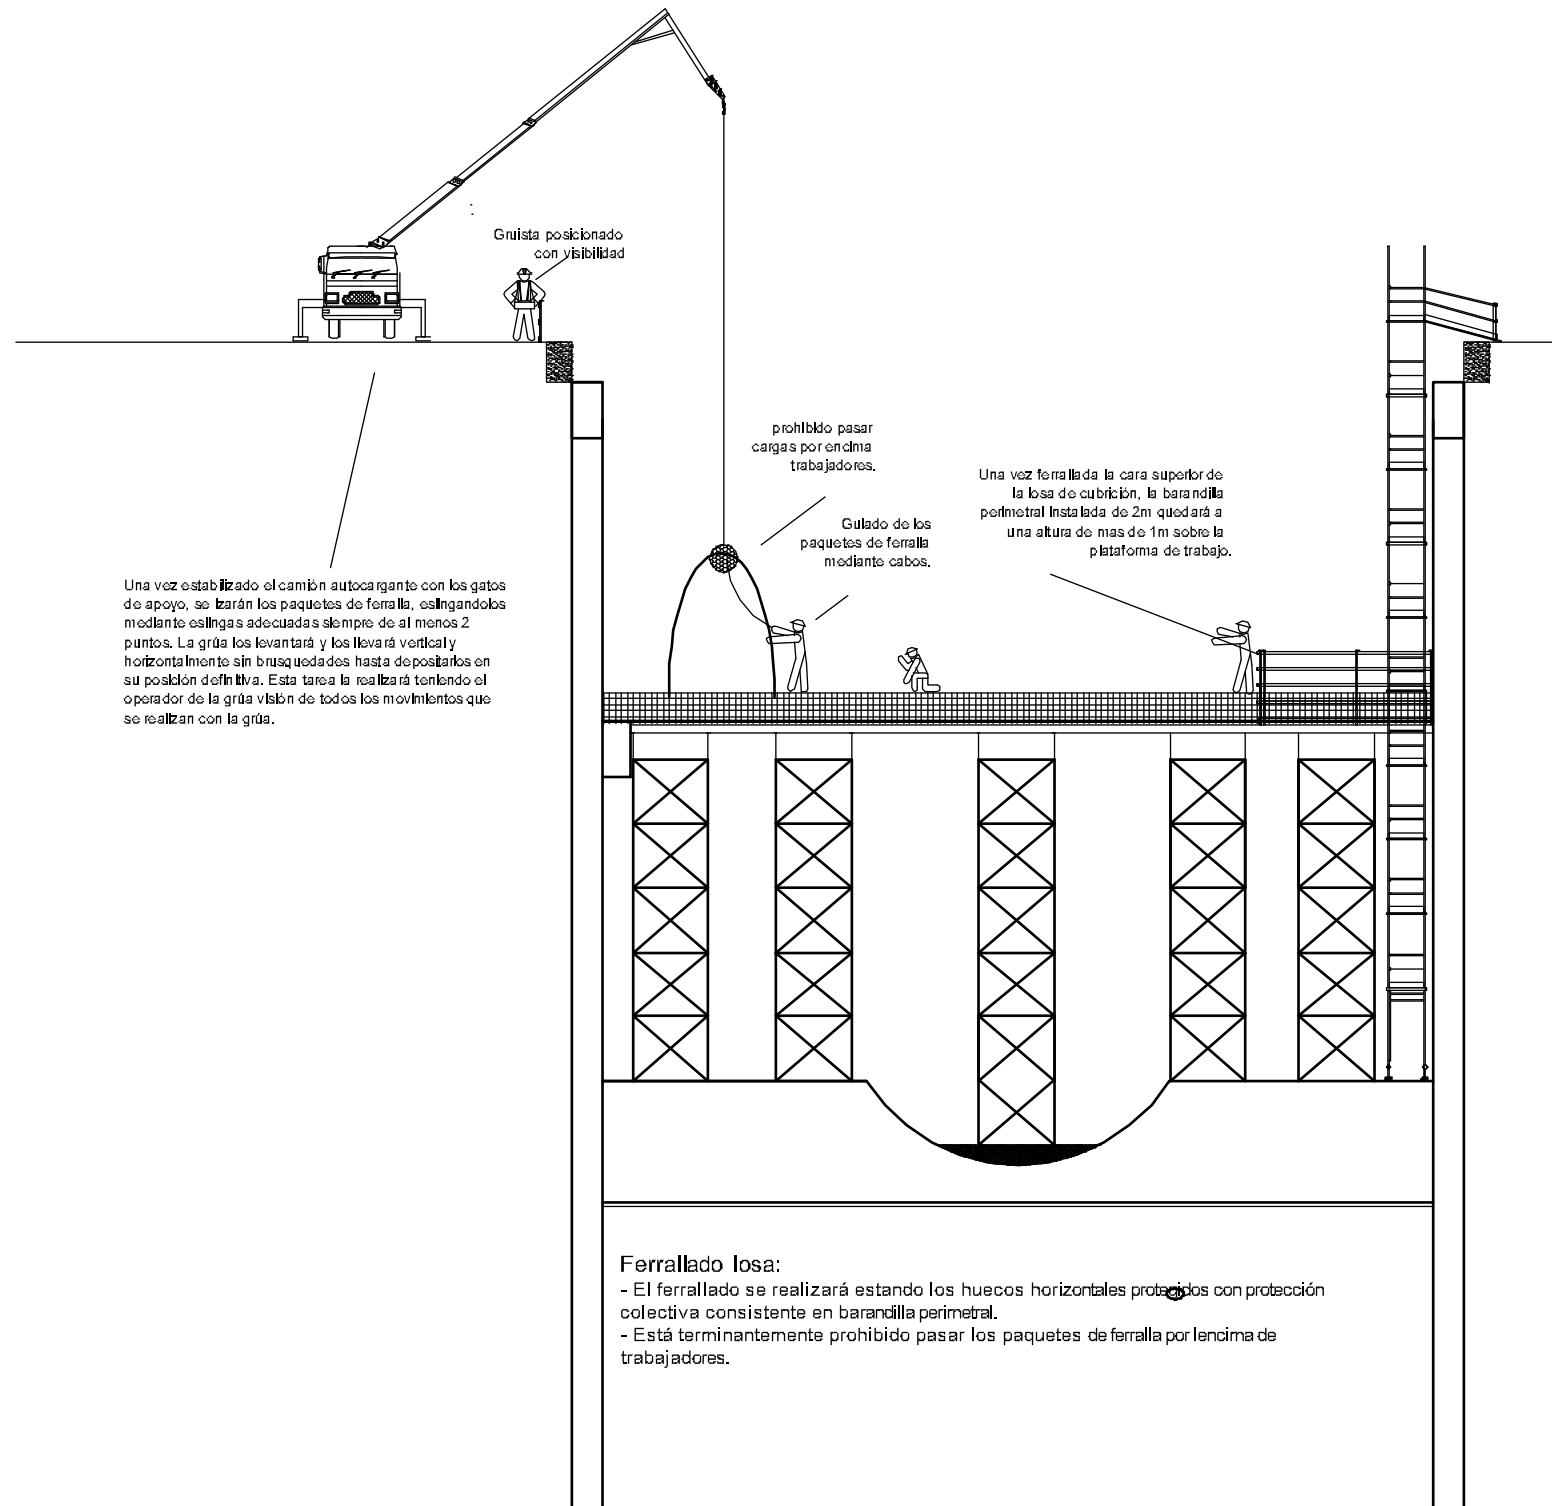 Gruista posicionado
con visibilidad
prohibido pasar
cargas por encima
trabajadores.
Guiado de los
paquetes de ferralla
mediante cabos.
Una vez ferrallada la cara superior de
la losa de cubrición, la barandilla
perimetral instalada de 2m quedará a
una altura de mas de 1m sobre la
plataforma de trabajo.
Una vez estabilizado el camión autocargante con los gatos
de apoyo, se izarán los paquetes de ferralla, eslingandolos
mediante eslingas adecuadas siempre de al menos 2
puntos. La grúa los levantará y los llevará vertical y
horizontalmente sin brusquedades hasta depositarlos en
su posición definitiva. Esta tarea la realizará teniendo el
operador de la grúa visión de todos los movimientos que
se realizan con la grúa.
Ferrallado losa:
- El ferrallado se realizará estando los huecos horizontales protegidos con protección
colectiva consistente en barandilla perimetral.
- Está terminantemente prohibido pasar los paquetes de ferralla por lencima de
trabajadores.